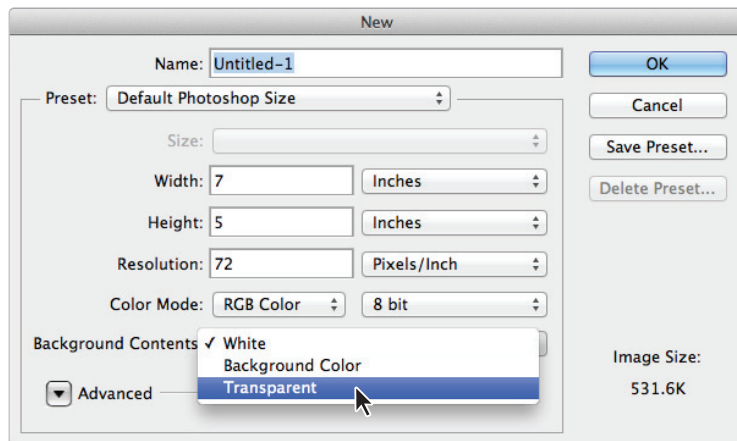 New
Name: Untitled-1
OK
Preset: Default Photoshop Size
Cancel
Size:
Save Preset...
Width: 7 Inches
Delete Preset...
Height: 5 Inches
Resolution: 72 Pixels/Inch
Color Mode: RGB Color 8 bit
Background Contents ✓ White
Background Color
Transparent
Advanced
Image Size:
531.6K